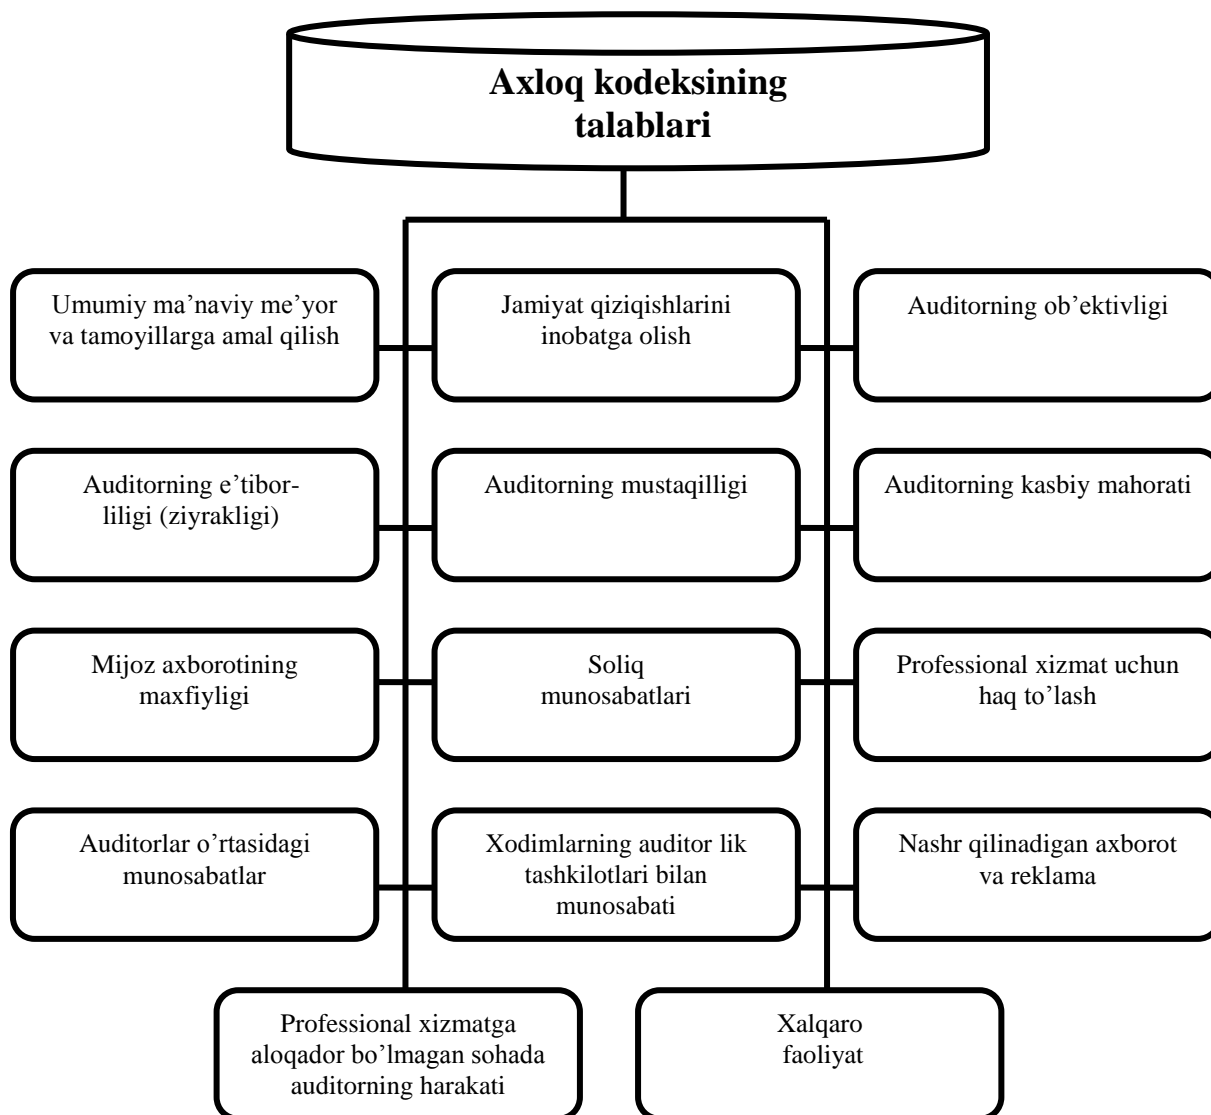 Axloq kodeksining
talablari
Umumiy ma’naviy me’yor
va tamoyillarga amal qilish
Jamiyat qiziqishlarini
inobatga olish
Auditorning ob’ektivligi
Auditorning e’tibor-
liligi (ziyrakligi)
Auditorning mustaqilligi
Auditorning kasbiy mahorati
Mijoz axborotining
maxfiyligi
Soliq
munosabatlari
Professional xizmat uchun
haq to’lash
Auditorlar o’rtasidagi
munosabatlar
Xodimlarning auditor lik
tashkilotlari bilan
munosabati
Nashr qilinadigan axborot
va reklama
Professional xizmatga
aloqador bo’lmagan sohada
auditorning harakati
Xalqaro
faoliyat